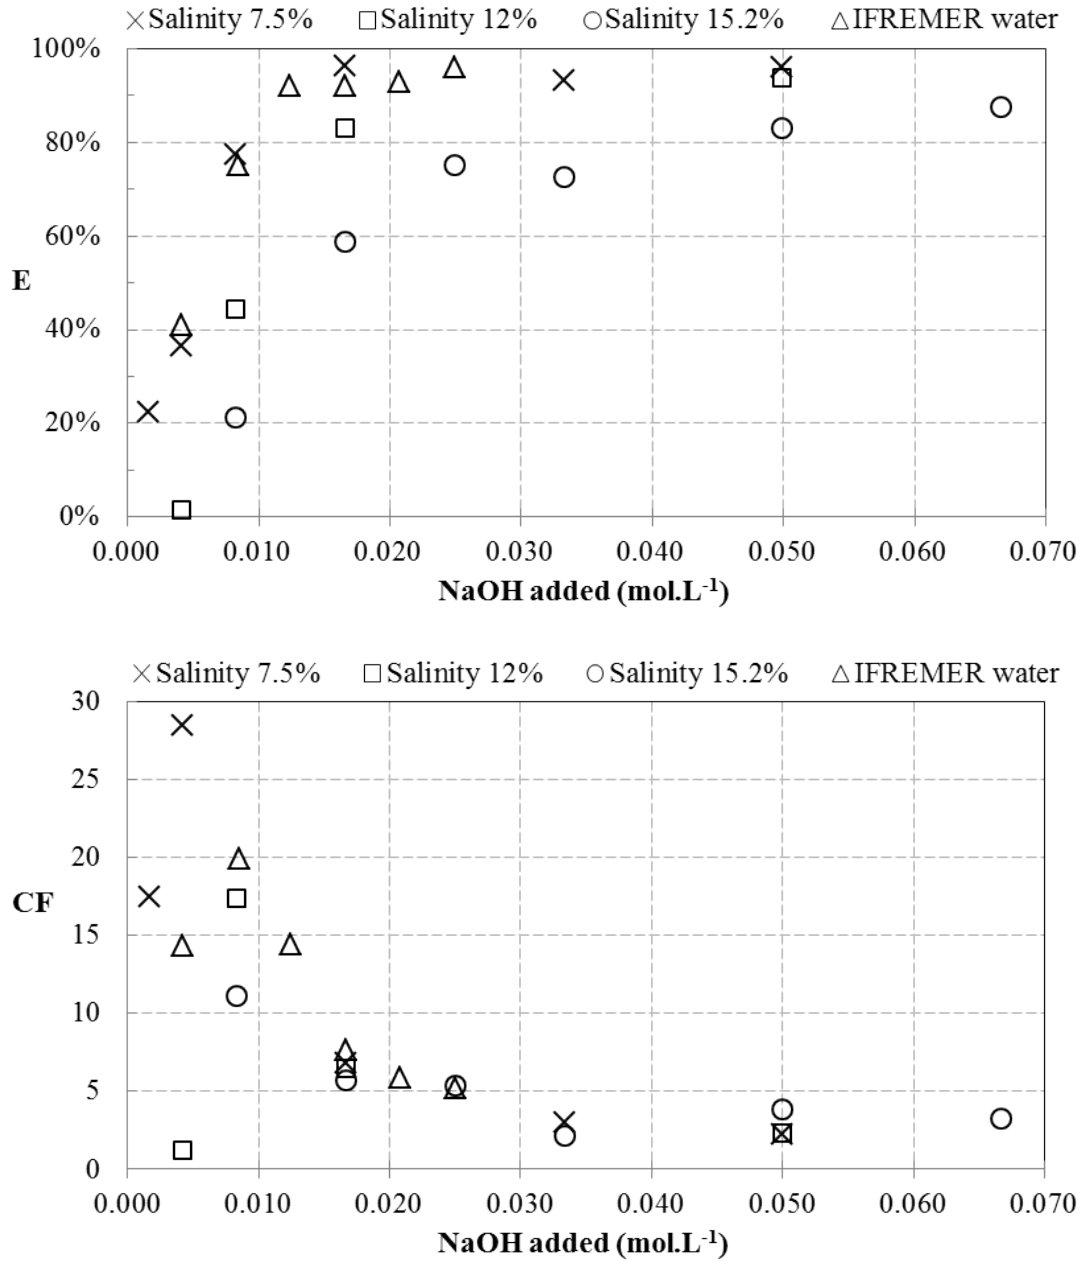 Salinity 7.5% Salinity 12% Salinity 15.2% IFREMER water
100%
80%
60%
E
40%
20%
0%
0.000 0.010 0.020 0.030 0.040 0.050 0.060 0.070
NaOH added (mol.L⁻¹)
Salinity 7.5% Salinity 12% Salinity 15.2% IFREMER water
30
25
20
CF
15
10
5
0
0.000 0.010 0.020 0.030 0.040 0.050 0.060 0.070
NaOH added (mol.L⁻¹)